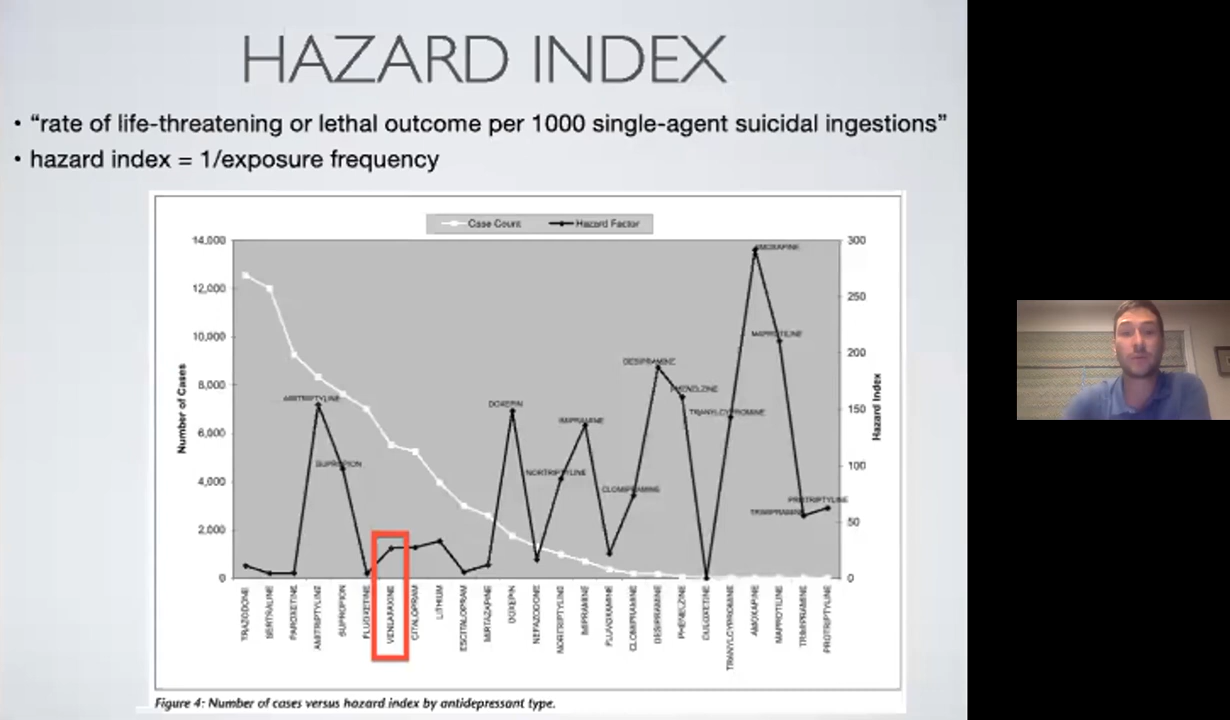 HAZARD INDEX
• “rate of life-threatening or lethal outcome per 1000 single-agent suicidal ingestions”
• hazard index = 1/exposure frequency
Case Count Hazard Factor
14,000
12,000
10,000
8,000
6,000
4,000
2,000
0
Number of Cases
300
250
200
150
100
50
0
Hazard Index
AMITRIPTYLINE
BUPROPION
DOXEPIN
NORTRIPTYLINE
IMIPRAMINE
CLOMIPRAMINE
DESIPRAMINE
PHENELZINE
TRANYLCYPROMINE
AMOXAPINE
MAPROTILINE
TRIMIPRAMINE
PROTRIPTYLINE
TRAZODONE
SERTRALINE
PAROXETINE
AMITRIPTYLINE
BUPROPION
FLUOXETINE
VENLAFAXINE
CITALOPRAM
LITHIUM
ESCITALOPRAM
MIRTAZAPINE
DOXEPIN
NEFAZODONE
NORTRIPTYLINE
IMIPRAMINE
FLUVOXAMINE
CLOMIPRAMINE
DESIPRAMINE
PHENELZINE
DULOXETINE
TRANYLCYPROMINE
AMOXAPINE
MAPROTILINE
TRIMIPRAMINE
PROTRIPTYLINE
Figure 4: Number of cases versus hazard index by antidepressant type.